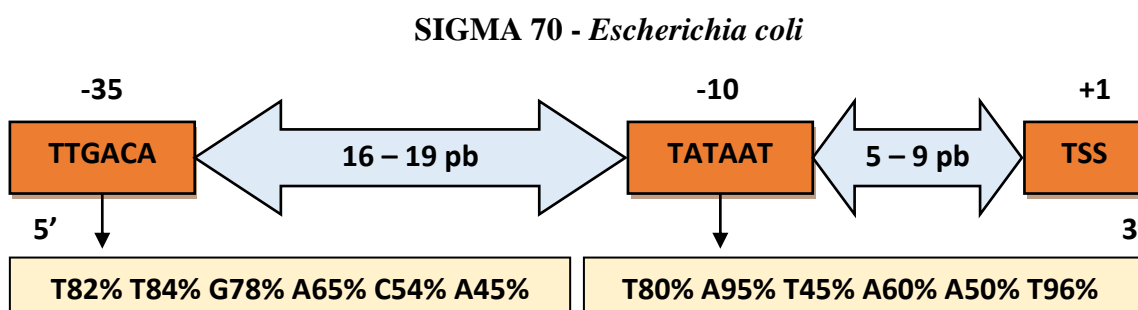 SIGMA 70 - Escherichia coli
-35 -10 +1
TTGACA 16 – 19 pb TATAAT 5 – 9 pb TSS
5’ 3
T82% T84% G78% A65% C54% A45% T80% A95% T45% A60% A50% T96%